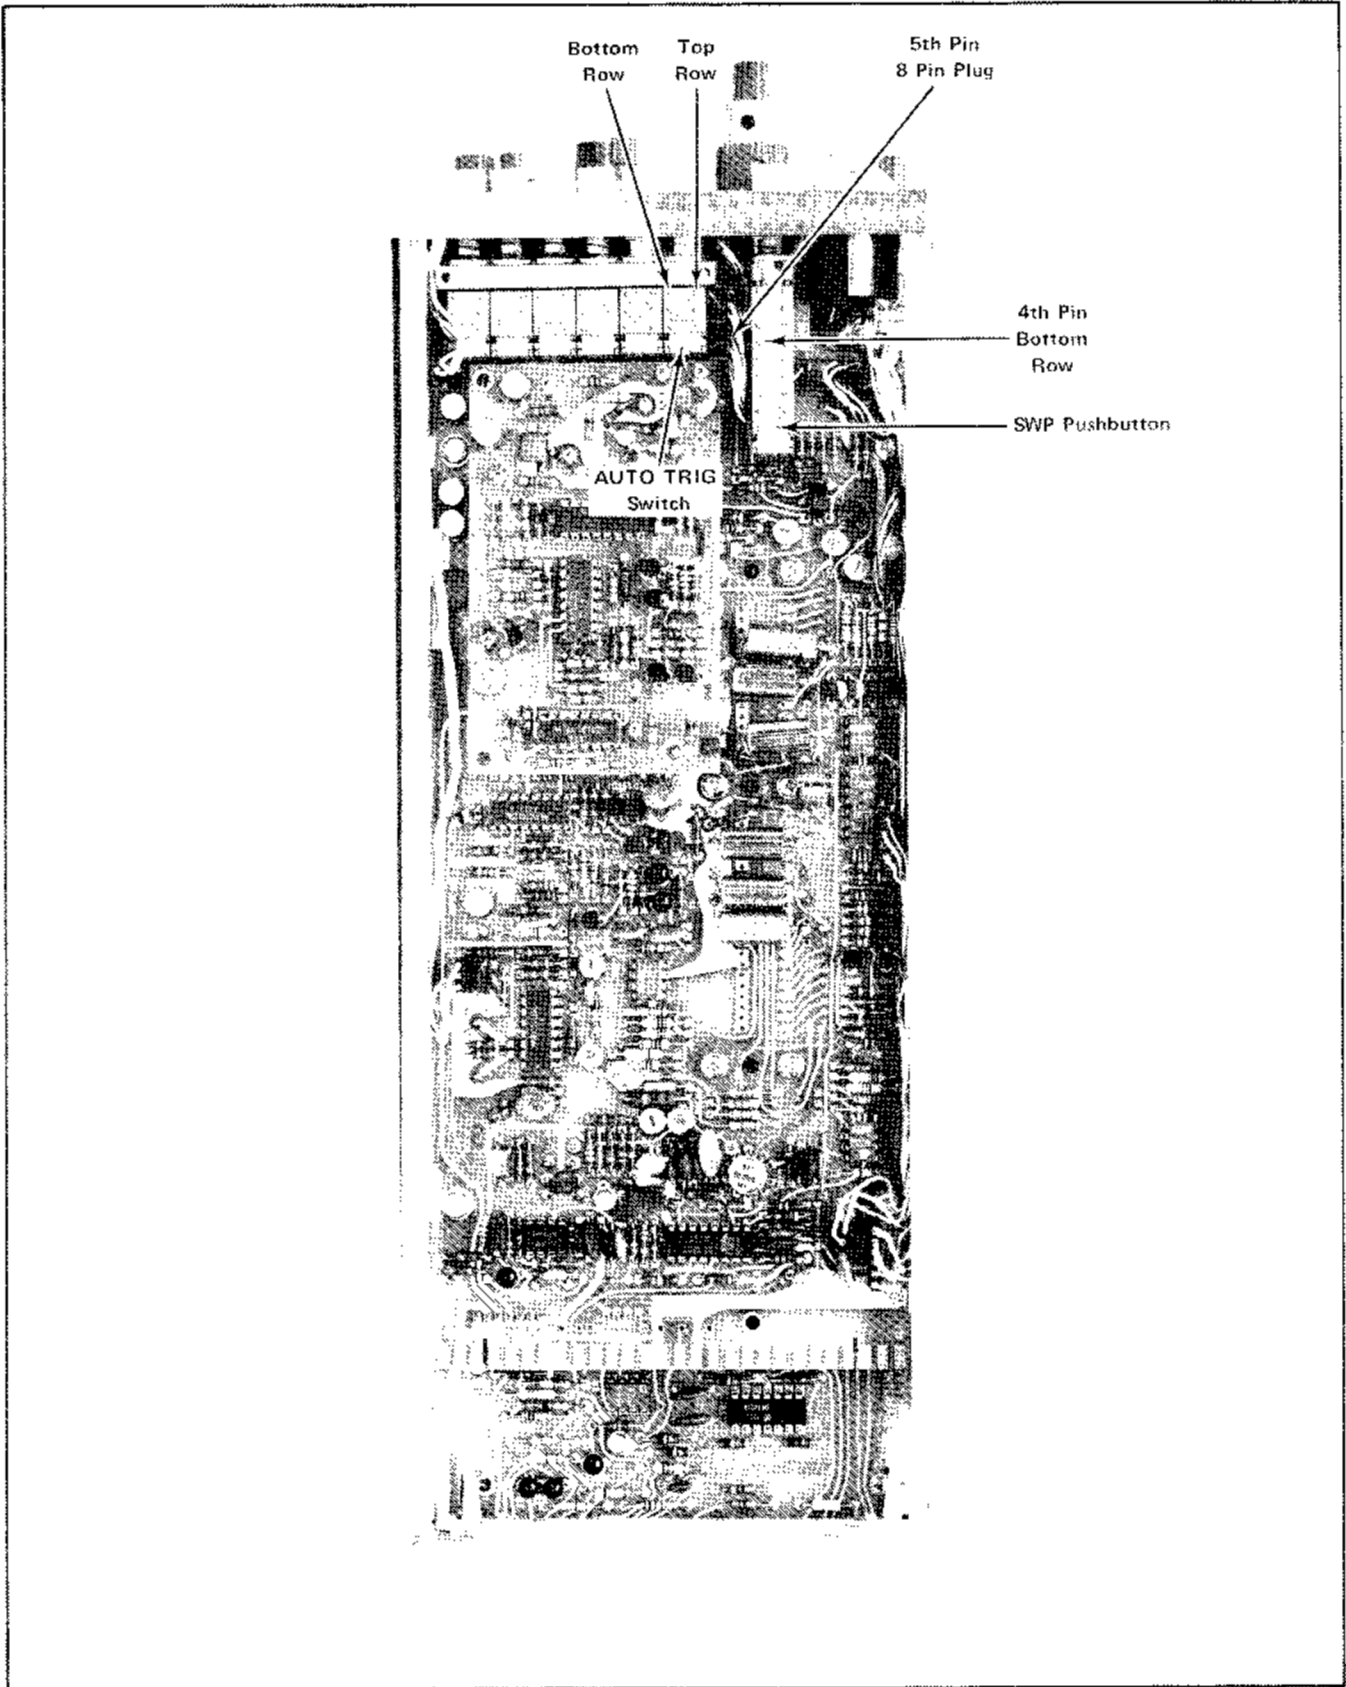 Bottom
Row
Top
Row
5th Pin
8 Pin Plug
4th Pin
Bottom
Row
SWP Pushbutton
AUTO TRIG
Switch